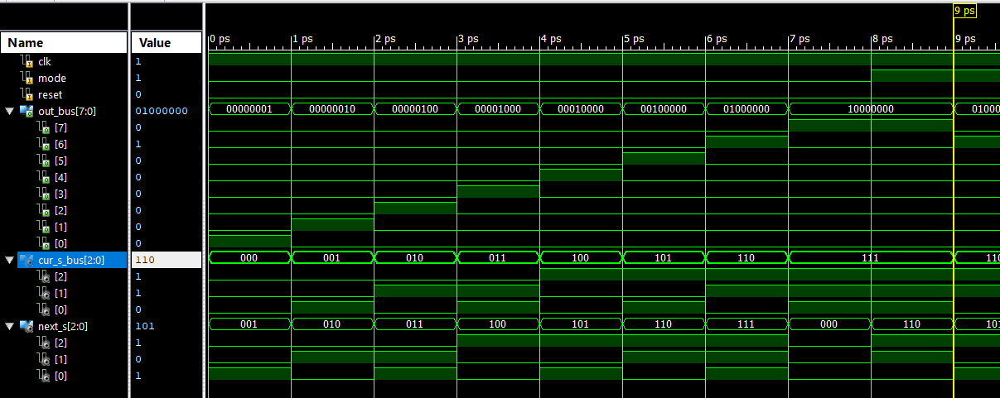 9 ps
Name Value 0 ps 1 ps 2 ps 3 ps 4 ps 5 ps 6 ps 7 ps 8 ps 9 ps
clk 1
mode 1
reset 0
out_bus[7:0] 01000000 00000001 00000010 00000100 00001000 00010000 00100000 01000000 10000000 01000
[7] 0
[6] 1
[5] 0
[4] 0
[3] 0
[2] 0
[1] 0
[0] 0
cur_s_bus[2:0] 110 000 001 010 011 100 101 110 111 110
[2] 1
[1] 1
[0] 0
next_s[2:0] 101 001 010 011 100 101 110 111 000 110 101
[2] 1
[1] 0
[0] 1